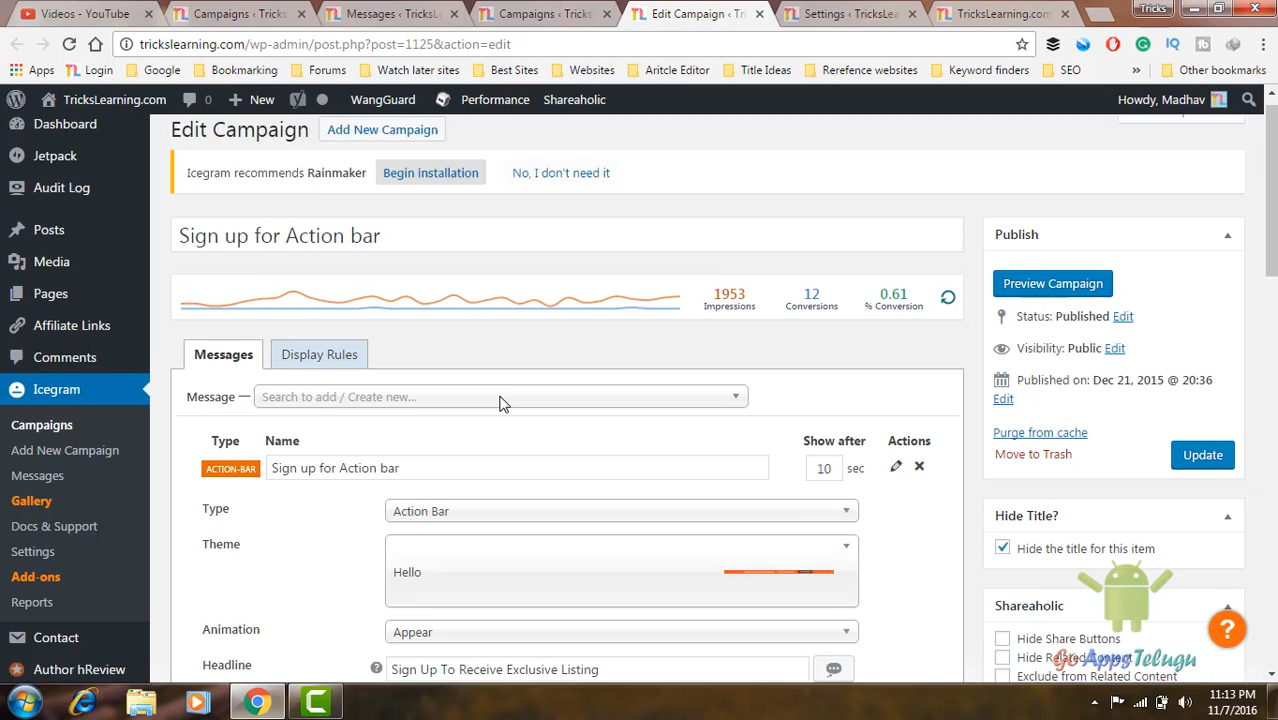 Videos - YouTube
Campaigns ‹ Tricks
Messages ‹ TricksL
Campaigns ‹ Tricks
Edit Campaign ‹ Tri
Settings ‹ TricksLe
TricksLearning.com
Tricks
trickslearning.com/wp-admin/post.php?post=1125&action=edit
Apps
Login
Google
Bookmarking
Forums
Watch later sites
Best Sites
Websites
Aritcle Editor
Title Ideas
Rerefence websites
Keyword finders
SEO
»
Other bookmarks
TricksLearning.com
0
New
WangGuard
Performance
Shareaholic
Howdy, Madhav
Dashboard
Jetpack
Audit Log
Posts
Media
Pages
Affiliate Links
Comments
Icegram
Campaigns
Add New Campaign
Messages
Gallery
Docs & Support
Settings
Add-ons
Reports
Contact
Author hReview
Edit Campaign
Add New Campaign
Icegram recommends Rainmaker
Begin installation
No, I don't need it
Sign up for Action bar
1953
Impressions
12
Conversions
0.61
% Conversion
Messages
Display Rules
Message —
Search to add / Create new...
Type
Name
Show after
Actions
ACTION-BAR
Sign up for Action bar
10
sec
Type
Action Bar
Theme
Hello
Animation
Appear
Headline
Sign Up To Receive Exclusive Listing
Publish
Preview Campaign
Status: Published Edit
Visibility: Public Edit
Published on: Dec 21, 2015 @ 20:36
Edit
Purge from cache
Move to Trash
Update
Hide Title?
Hide the title for this item
Shareaholic
Hide Share Buttons
Hide Related Content
Exclude from Related Content
Go Apps Telugu
?
11:13 PM
11/7/2016